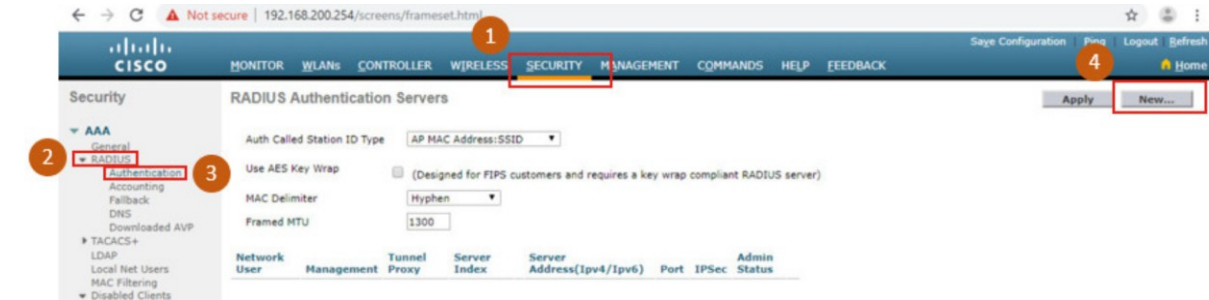 Not secure | 192.168.200.254/screens/frameset.html
1
Save Configuration Ping Logout Refresh
CISCO MONITOR WLANs CONTROLLER WIRELESS SECURITY MANAGEMENT COMMANDS HELP FEEDBACK 4 Home
Security RADIUS Authentication Servers Apply New...
AAA
General
Auth Called Station ID Type AP MAC Address:SSID
2 RADIUS
Authentication 3
Use AES Key Wrap (Designed for FIPS customers and requires a key wrap compliant RADIUS server)
Accounting
Fallback
MAC Delimiter Hyphen
DNS
Downloaded AVP
Framed MTU 1300
TACACS+
LDAP
Local Net Users
MAC Filtering
Disabled Clients
Network User Management Tunnel Proxy Server Index Server Address(Ipv4/Ipv6) Port IPSec Admin Status